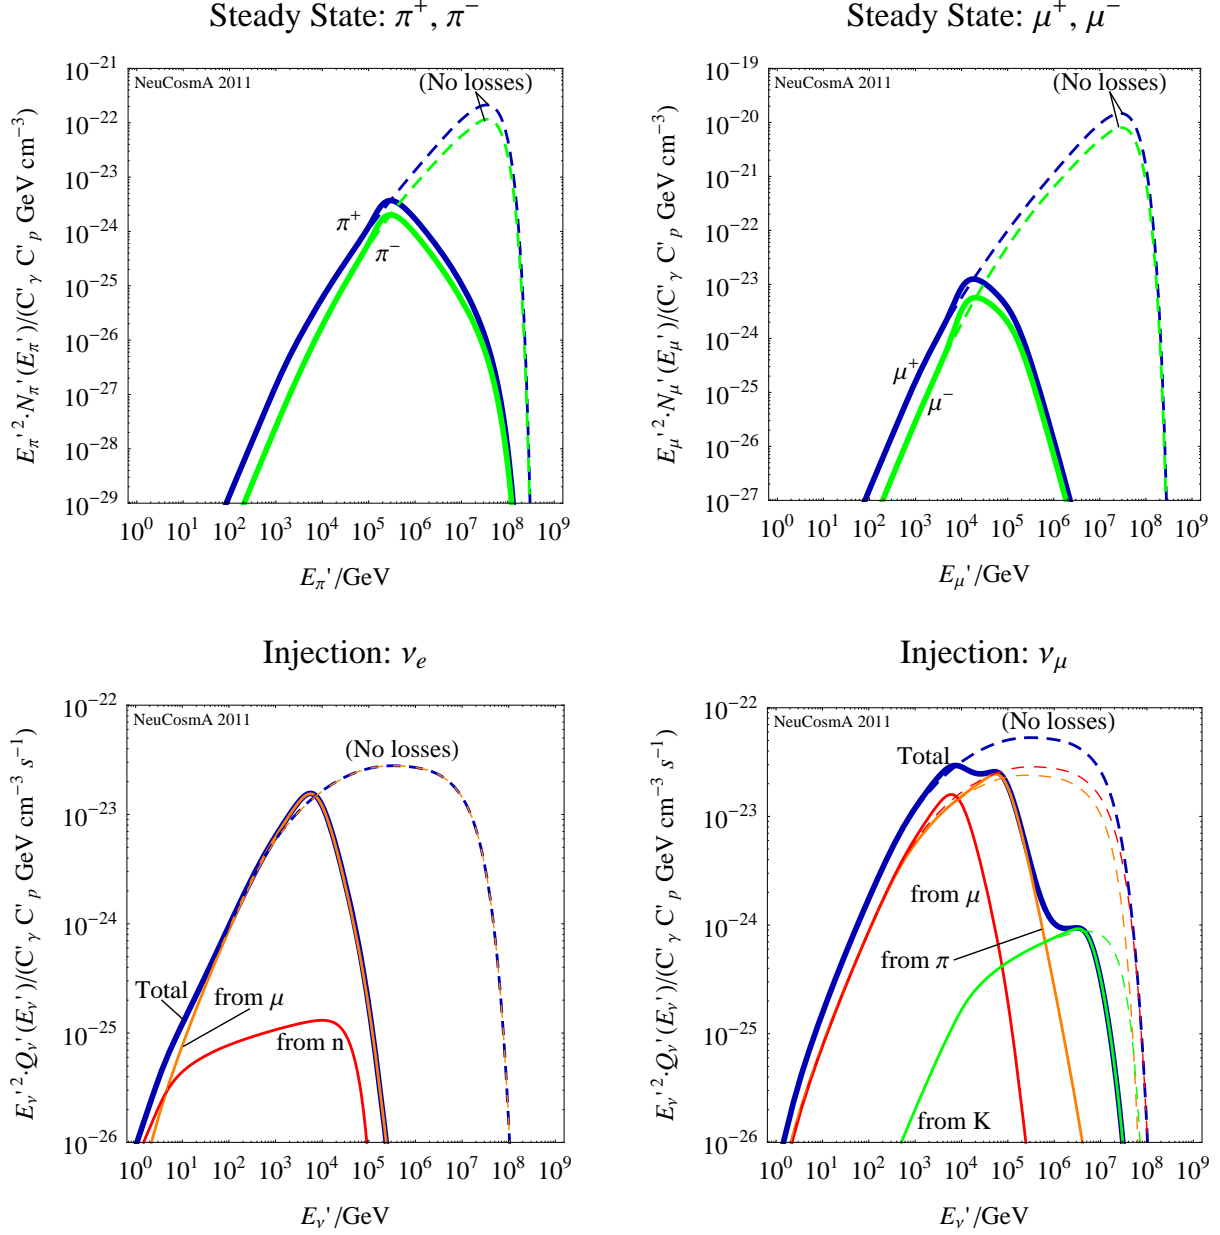 Steady State: π⁺, π⁻
10⁻²¹
10⁻²²
10⁻²³
10⁻²⁴
10⁻²⁵
10⁻²⁶
10⁻²⁷
10⁻²⁸
10⁻²⁹
E_π'²·N_π'(E_π')/(C'_γ C'_p GeV cm⁻³)
NeuCosmA 2011
(No losses)
π⁺
π⁻
10⁰ 10¹ 10² 10³ 10⁴ 10⁵ 10⁶ 10⁷ 10⁸ 10⁹
E_π'/GeV
Steady State: μ⁺, μ⁻
10⁻¹⁹
10⁻²⁰
10⁻²¹
10⁻²²
10⁻²³
10⁻²⁴
10⁻²⁵
10⁻²⁶
10⁻²⁷
E_μ'²·N_μ'(E_μ')/(C'_γ C'_p GeV cm⁻³)
NeuCosmA 2011
(No losses)
μ⁺
μ⁻
10⁰ 10¹ 10² 10³ 10⁴ 10⁵ 10⁶ 10⁷ 10⁸ 10⁹
E_μ'/GeV
Injection: ν_e
10⁻²²
10⁻²³
10⁻²⁴
10⁻²⁵
10⁻²⁶
E_ν'²·Q_ν'(E_ν')/(C'_γ C'_p GeV cm⁻³ s⁻¹)
NeuCosmA 2011
(No losses)
Total
from μ
from n
10⁰ 10¹ 10² 10³ 10⁴ 10⁵ 10⁶ 10⁷ 10⁸ 10⁹
E_ν'/GeV
Injection: ν_μ
10⁻²²
10⁻²³
10⁻²⁴
10⁻²⁵
10⁻²⁶
E_ν'²·Q_ν'(E_ν')/(C'_γ C'_p GeV cm⁻³ s⁻¹)
NeuCosmA 2011
(No losses)
Total
from μ
from π
from K
10⁰ 10¹ 10² 10³ 10⁴ 10⁵ 10⁶ 10⁷ 10⁸ 10⁹
E_ν'/GeV